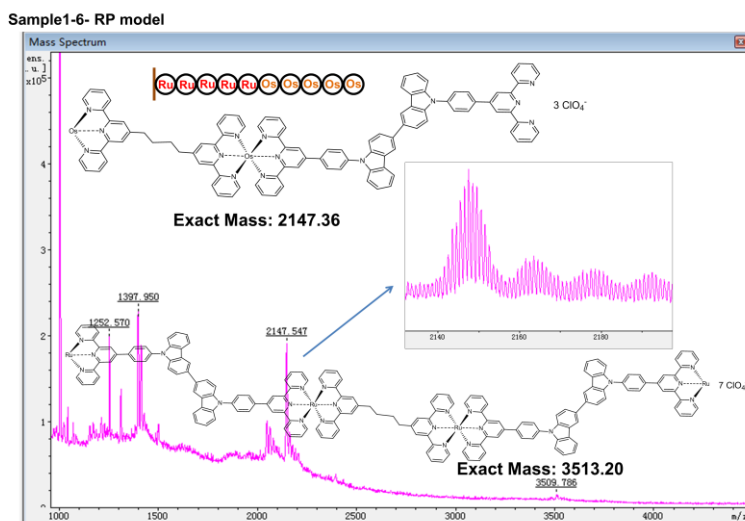 Sample1-6- RP model
Mass Spectrum
ens.
. u.]
x10⁵
Ru Ru Ru Ru Ru Os Os Os Os Os
3 ClO₄⁻
Exact Mass: 2147.36
1397.950
1252.570
2147.547
2140 2160 2180
7 ClO₄
Exact Mass: 3513.20
3509.786
4
3
2
1
0
1000 1500 2000 2500 3000 3500 4000 m/z